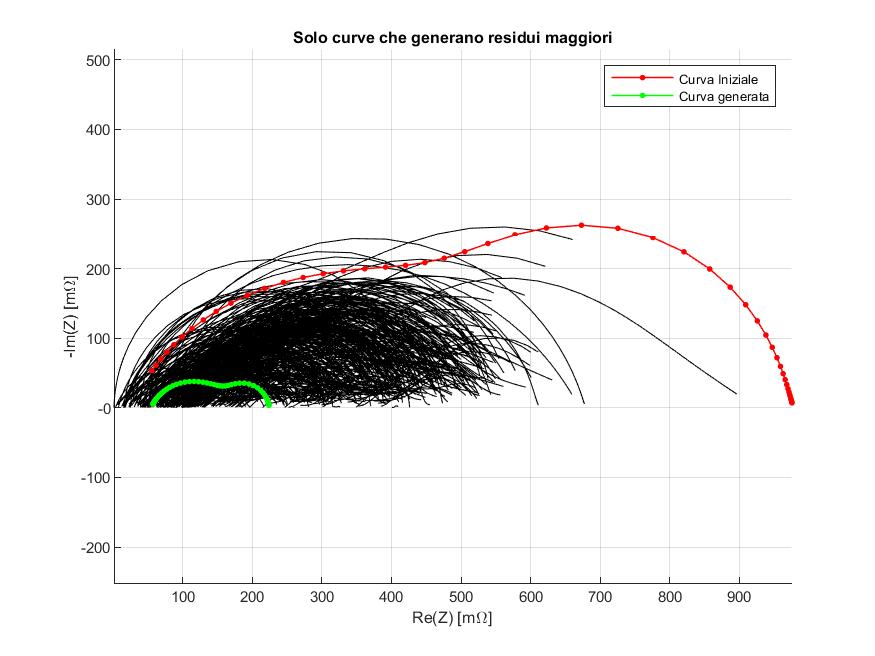 Solo curve che generano residui maggiori
Curva Iniziale
Curva generata
500
400
300
200
100
-0
-100
-200
-Im(Z) [mΩ]
100 200 300 400 500 600 700 800 900
Re(Z) [mΩ]